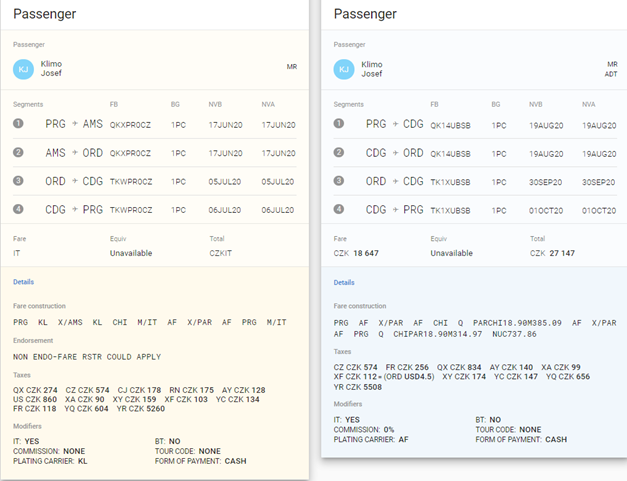 Passenger
Passenger
KJ
Klimo
Josef
MR
Segments FB BG NVB NVA
1 PRG → AMS QKXPR0CZ 1PC 17JUN20 17JUN20
2 AMS → ORD QKXPR0CZ 1PC 17JUN20 17JUN20
3 ORD → CDG TKWPR0CZ 1PC 05JUL20 05JUL20
4 CDG → PRG TKWPR0CZ 1PC 06JUL20 06JUL20
Fare Equiv Total
IT Unavailable CZKIT
Details
Fare construction
PRG KL X/AMS KL CHI M/IT AF X/PAR AF PRG M/IT
Endorsement
NON ENDO-FARE RSTR COULD APPLY
Taxes
QX CZK 274 CZ CZK 574 CJ CZK 178 RN CZK 175 AY CZK 128
US CZK 860 XA CZK 90 XY CZK 159 XF CZK 103 YC CZK 134
FR CZK 118 YQ CZK 604 YR CZK 5260
Modifiers
IT: YES BT: NO
COMMISSION: NONE TOUR CODE: NONE
PLATING CARRIER: KL FORM OF PAYMENT: CASH
Passenger
Passenger
KJ
Klimo
Josef
MR
ADT
Segments FB BG NVB NVA
1 PRG → CDG QK14UBSB 1PC 19AUG20 19AUG20
2 CDG → ORD QK14UBSB 1PC 19AUG20 19AUG20
3 ORD → CDG TK1XUBSB 1PC 30SEP20 30SEP20
4 CDG → PRG TK1XUBSB 1PC 01OCT20 01OCT20
Fare Equiv Total
CZK 18 647 Unavailable CZK 27 147
Details
Fare construction
PRG AF X/PAR AF CHI Q PARCHI18.90M385.09 AF X/PAR
AF PRG Q CHIPAR18.90M314.97 NUC737.86
Taxes
CZ CZK 574 FR CZK 256 QX CZK 834 AY CZK 140 XA CZK 99
XF CZK 112 = (ORD USD4.5) XY CZK 174 YC CZK 147 YQ CZK 656
YR CZK 5508
Modifiers
IT: YES BT: NO
COMMISSION: 0% TOUR CODE: NONE
PLATING CARRIER: AF FORM OF PAYMENT: CASH